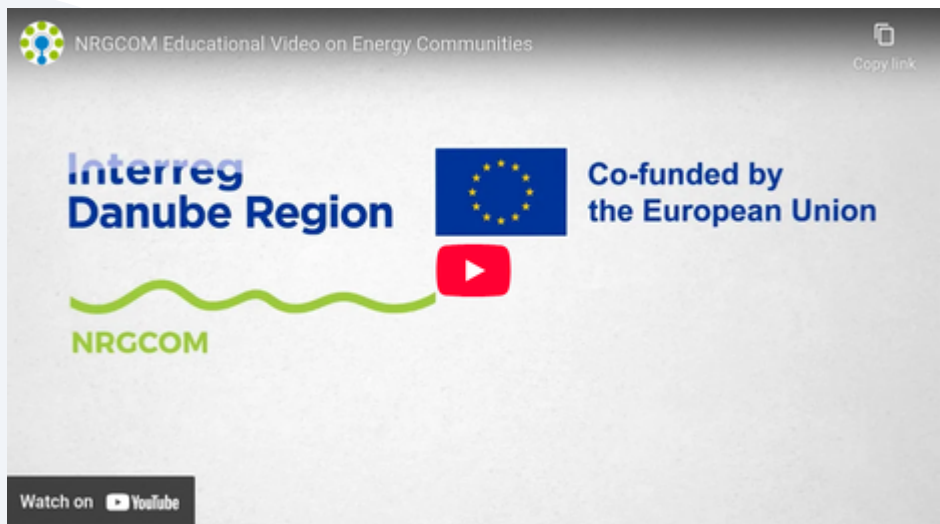 NRGCOM Educational Video on Energy Communities
Copy link
Interreg
Danube Region
Co-funded by
the European Union
NRGCOM
Watch on YouTube